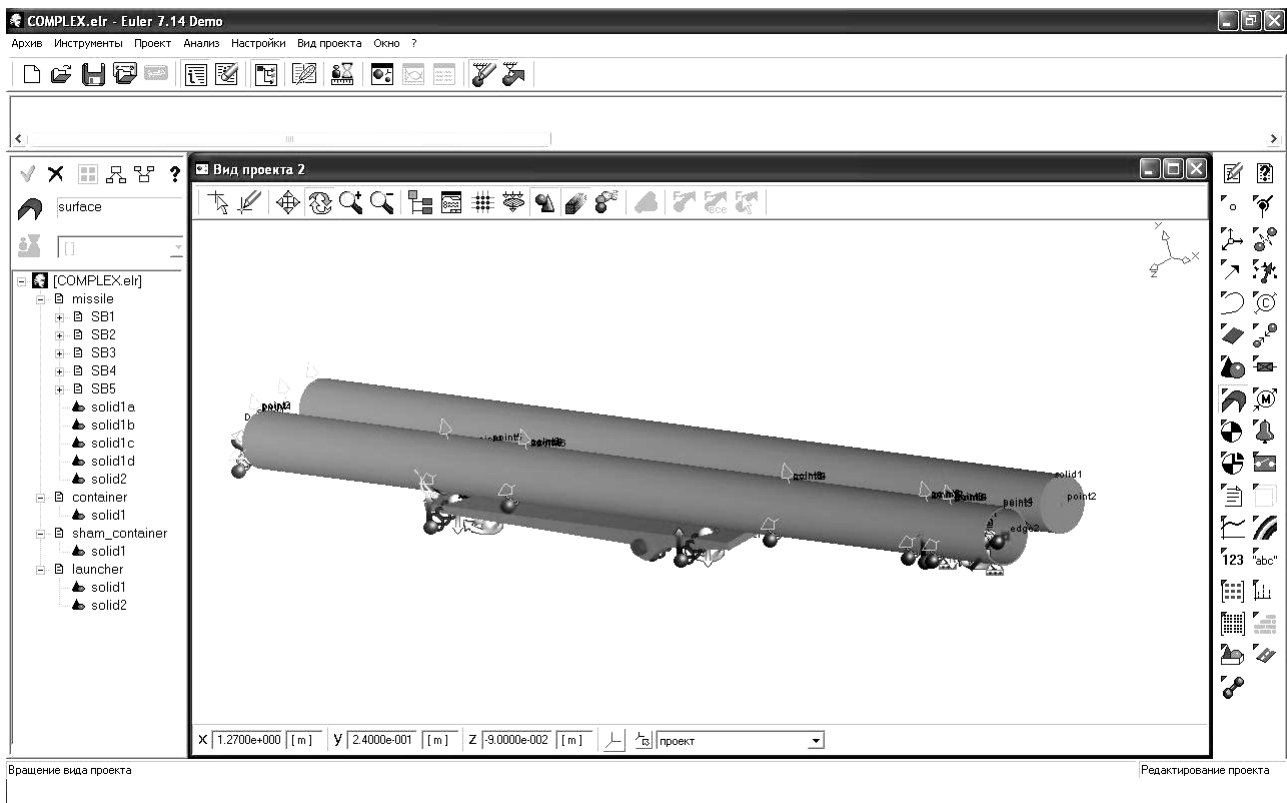 COMPLEX.elr - Euler 7.14 Demo
Архив Инструменты Проект Анализ Настройки Вид проекта Окно ?
surface
[ ]
[COMPLEX.elr]
missile
SB1
SB2
SB3
SB4
SB5
solid1a
solid1b
solid1c
solid1d
solid2
container
solid1
sham_container
solid1
launcher
solid1
solid2
Вид проекта 2
ВСЕ
Y
X
Z
solid1
point2
point4
edge2
X 1.2700e+000 [ m ] Y 2.4000e-001 [ m ] Z -9.0000e-002 [ m ] проект
C
M
123 "abc"
Вращение вида проекта
Редактирование проекта